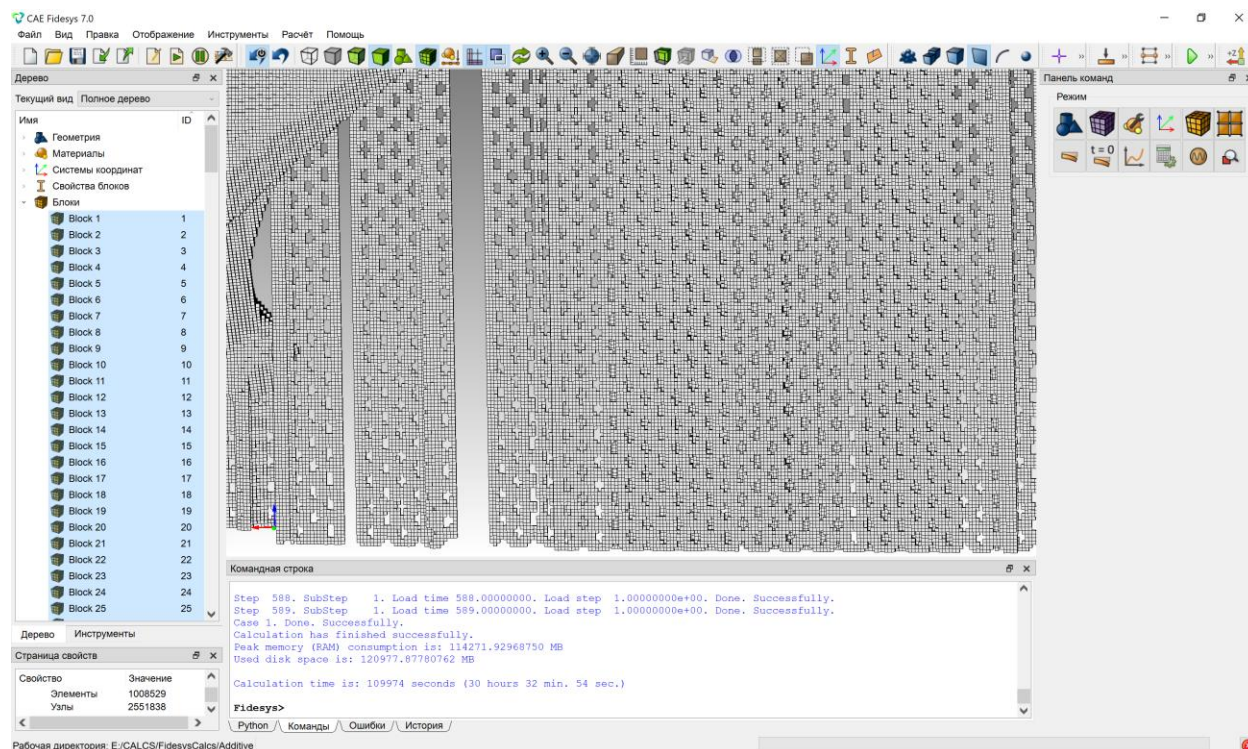 CAE Fidesys 7.0
Файл Вид Правка Отображение Инструменты Расчёт Помощь
Дерево
Текущий вид Полное дерево
Имя ID
Геометрия
Материалы
Системы координат
Свойства блоков
Блоки
Block 1 1
Block 2 2
Block 3 3
Block 4 4
Block 5 5
Block 6 6
Block 7 7
Block 8 8
Block 9 9
Block 10 10
Block 11 11
Block 12 12
Block 13 13
Block 14 14
Block 15 15
Block 16 16
Block 17 17
Block 18 18
Block 19 19
Block 20 20
Block 21 21
Block 22 22
Block 23 23
Block 24 24
Block 25 25
Дерево Инструменты
Страница свойств
Свойство Значение
Элементы 1008529
Узлы 2551838
Командная строка
Step 588. SubStep 1. Load time 588.00000000. Load step 1.00000000e+00. Done. Successfully.
Step 589. SubStep 1. Load time 589.00000000. Load step 1.00000000e+00. Done. Successfully.
Case 1. Done. Successfully.
Calculation has finished successfully.
Peak memory (RAM) consumption is: 114271.92968750 MB
Used disk space is: 120977.87780762 MB
Calculation time is: 109974 seconds (30 hours 32 min. 54 sec.)
Fidesys>
Python Команды Ошибки История
Панель команд
Режим
t = 0
Рабочая директория: E:/CALCS/FidesysCalcs/Additive